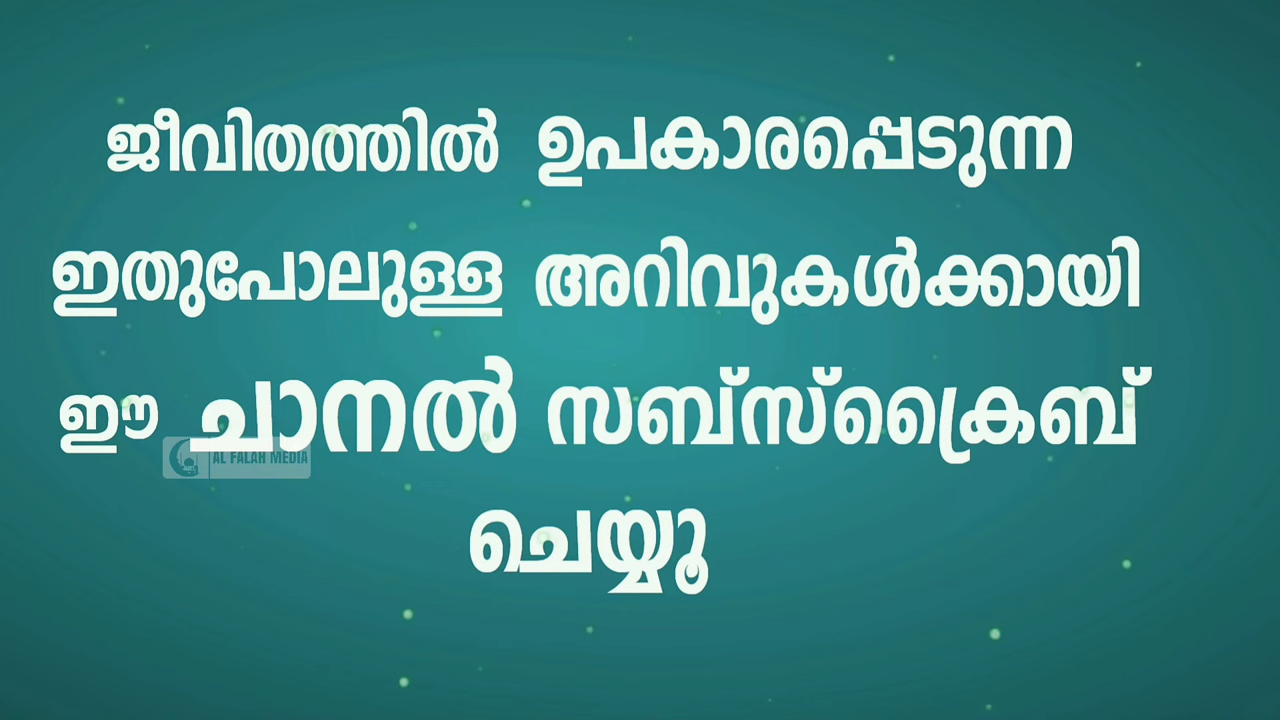 ജീവിതത്തിൽ ഉപകാരപ്പെടുന്ന
ഇതുപോലുള്ള അറിവുകൾക്കായി
ഈ ചാനൽ സബ്സ്ക്രൈബ്
AL FALAH MEDIA
ചെയ്യൂ